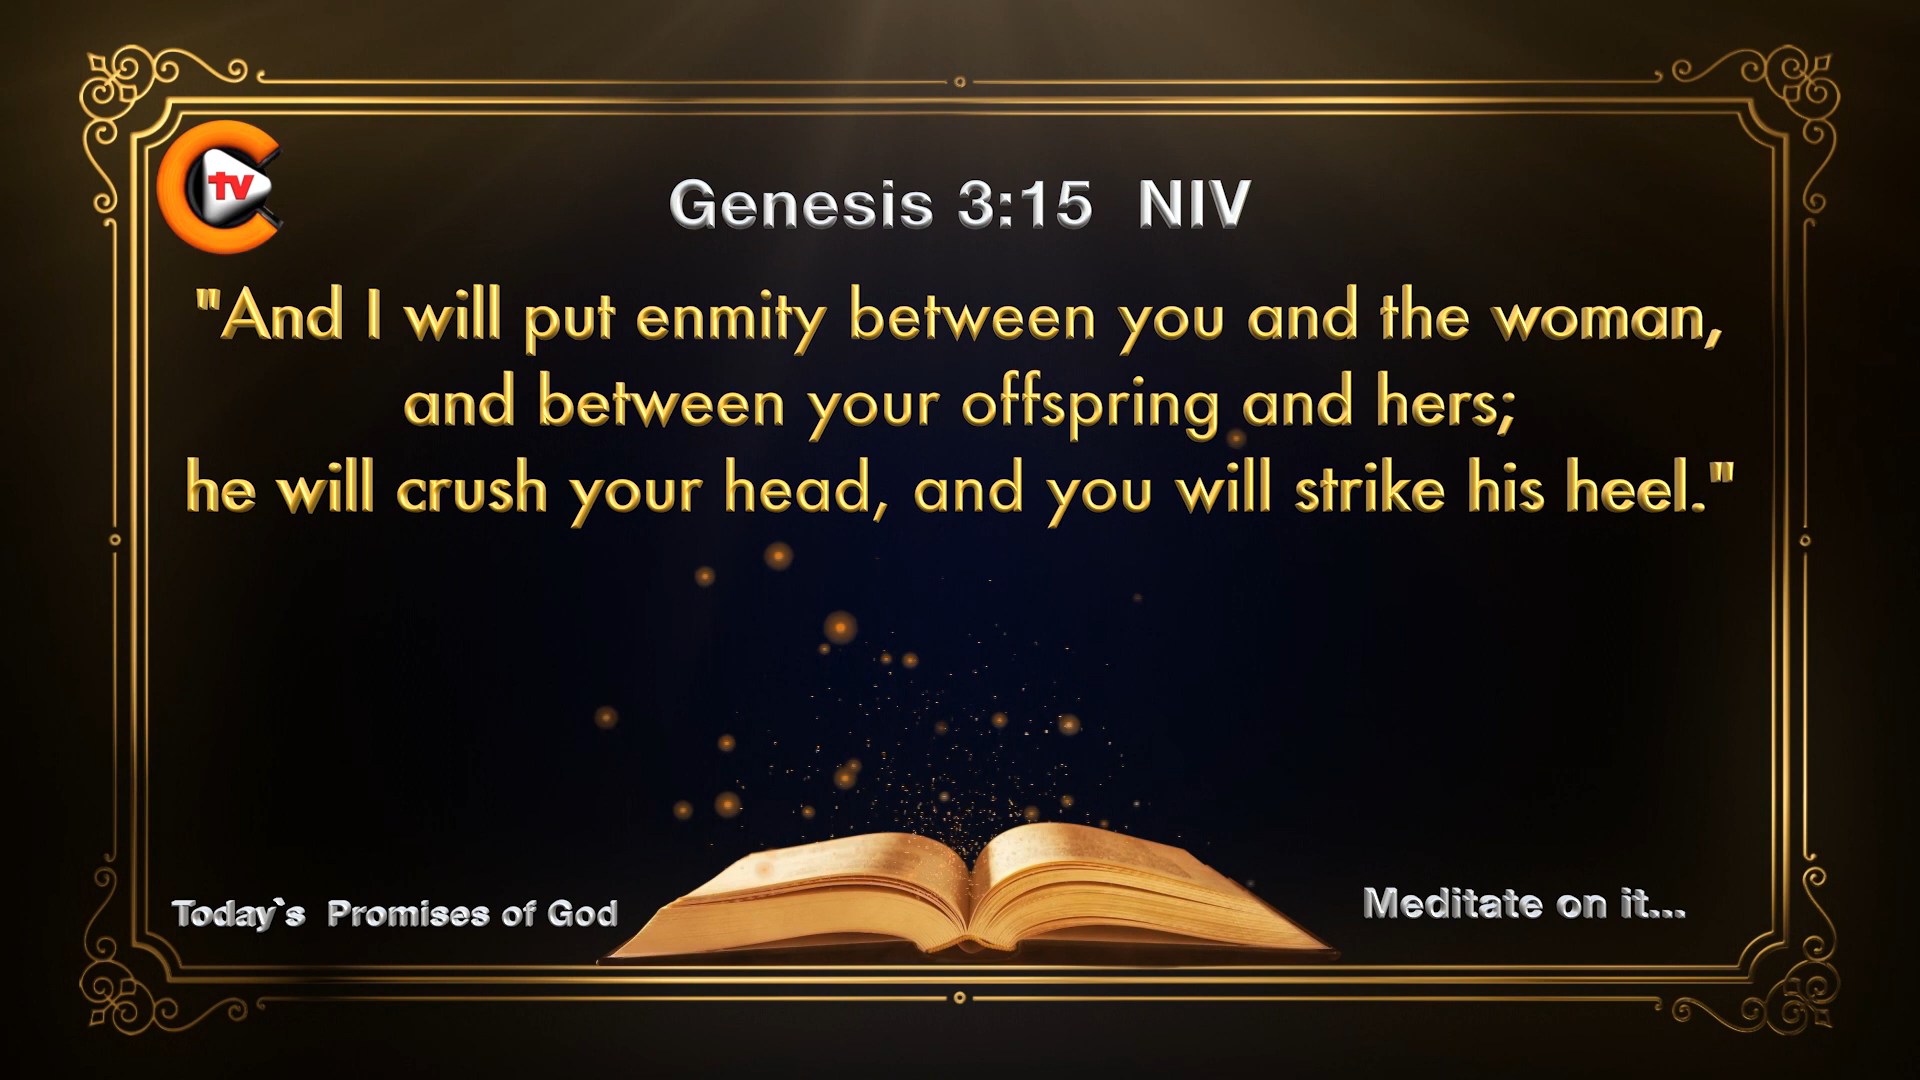 tv
Genesis 3:15 NIV
"And I will put enmity between you and the woman,
and between your offspring and hers;
he will crush your head, and you will strike his heel."
Today`s Promises of God
Meditate on it...